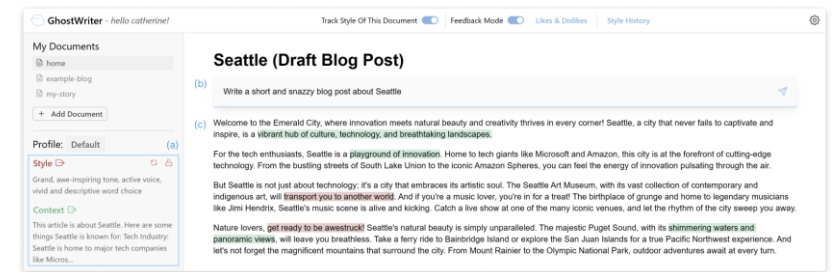 GhostWriter - hello catherine!
Track Style Of This Document
Feedback Mode
Likes & Dislikes
Style History
My Documents
home
example-blog
my-story
+ Add Document
Profile: Default
(a)
Style
Grand, awe-inspiring tone, active voice,
vivid and descriptive word choice
Context
This article is about Seattle. Here are some
things Seattle is known for: Tech Industry:
Seattle is home to major tech companies
like Micros...
Seattle (Draft Blog Post)
(b)
Write a short and snazzy blog post about Seattle
(c)
Welcome to the Emerald City, where innovation meets natural beauty and creativity thrives in every corner! Seattle, a city that never fails to captivate and
inspire, is a vibrant hub of culture, technology, and breathtaking landscapes.
For the tech enthusiasts, Seattle is a playground of innovation. Home to tech giants like Microsoft and Amazon, this city is at the forefront of cutting-edge
technology. From the bustling streets of South Lake Union to the iconic Amazon Spheres, you can feel the energy of innovation pulsating through the air.
But Seattle is not just about technology; it's a city that embraces its artistic soul. The Seattle Art Museum, with its vast collection of contemporary and
indigenous art, will transport you to another world. And if you're a music lover, you're in for a treat! The birthplace of grunge and home to legendary musicians
like Jimi Hendrix, Seattle's music scene is alive and kicking. Catch a live show at one of the many iconic venues, and let the rhythm of the city sweep you away.
Nature lovers, get ready to be awestruck! Seattle's natural beauty is simply unparalleled. The majestic Puget Sound, with its shimmering waters and
panoramic views, will leave you breathless. Take a ferry ride to Bainbridge Island or explore the San Juan Islands for a true Pacific Northwest experience. And
let's not forget the magnificent mountains that surround the city. From Mount Rainier to the Olympic National Park, outdoor adventures await at every turn.